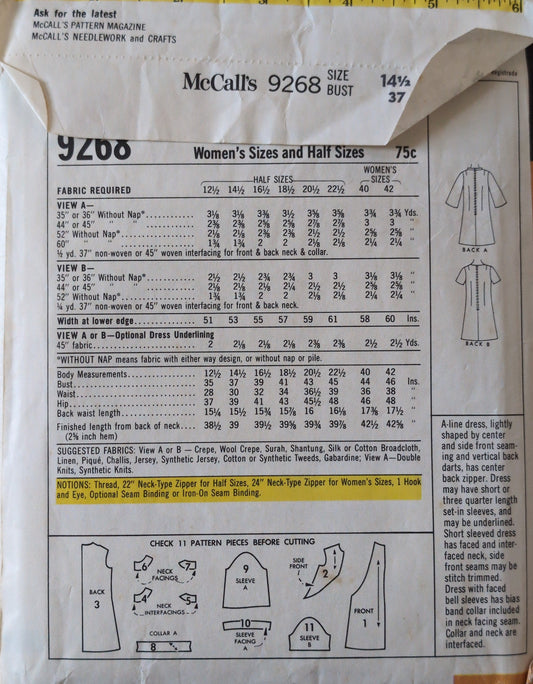 Ask for the latest
McCALL'S PATTERN MAGAZINE
McCALL'S NEEDLEWORK and CRAFTS
McCall's 9268 SIZE 14½
BUST 37
9268 Women's Sizes and Half Sizes 75c
HALF SIZES WOMEN'S SIZES
FABRIC REQUIRED 12½ 14½ 16½ 18½ 20½ 22½ 40 42
VIEW A—
35" or 36" Without Nap* 3⅛ 3⅛ 3⅜ 3½ 3⅝ 3⅝ 3¾ 3¾ Yds.
44" or 45" " " 2⅜ 2⅝ 2⅝ 2⅝ 2⅞ 2⅞ 3 3 "
52" Without Nap* 2⅛ 2⅛ 2⅜ 2⅜ 2½ 2½ 2⅝ 2⅝ "
60" " " 1¾ 1¾ 2 2 2⅛ 2⅛ 2¼ 2¼ "
½ yd. 37" non-woven or 45" woven interfacing for front & back neck & collar.
VIEW B—
35" or 36" Without Nap* 2½ 2½ 2¾ 2¾ 3 3 3⅛ 3⅛ "
44" or 45" " " 2⅛ 2⅛ 2⅛ 2¼ 2½ 2½ 2⅝ 2⅝ "
52" Without Nap* 1¾ 1¾ 2 2 2⅛ 2⅛ 2¼ 2¼ "
¼ yd. 37" non-woven or 45" woven interfacing for front & back neck.
Width at lower edge 51 53 55 57 59 61 58 60 Ins.
VIEW A or B—Optional Dress Underlining
45" fabric 2 2⅛ 2⅛ 2⅛ 2⅜ 2⅜ 2½ 2½ Yds.
*WITHOUT NAP means fabric with either way design, or without nap or pile.
Body Measurements 12½ 14½ 16½ 18½ 20½ 22½ 40 42
Bust 35 37 39 41 43 45 44 46 Ins.
Waist 28 30 32 34 36½ 39 36 38 "
Hip 37 39 41 43 45½ 48 46 48 "
Back waist length 15¼ 15½ 15¾ 15⅞ 16 16⅛ 17⅜ 17½ "
Finished length from back of neck 38½ 39 39½ 39⅝ 39¾ 39⅞ 42½ 42⅝ "
(2⅝ inch hem)
SUGGESTED FABRICS: View A or B — Crepe, Wool Crepe, Surah, Shantung, Silk or Cotton Broadcloth,
Linen, Piqué, Challis, Jersey, Synthetic Jersey, Cotton or Synthetic Tweeds, Gabardine; View A—Double
Knits, Synthetic Knits.
NOTIONS: Thread, 22" Neck-Type Zipper for Half Sizes, 24" Neck-Type Zipper for Women's Sizes, 1 Hook
and Eye, Optional Seam Binding or Iron-On Seam Binding.
BACK A
BACK B
A-line dress, lightly
shaped by center
and side front seam-
ing and vertical back
darts, has center
back zipper. Dress
may have short or
three quarter length
set-in sleeves, and
may be underlined.
Short sleeved dress
has faced and inter-
faced neck, side
front seams may be
stitch trimmed.
Dress with faced
bell sleeves has bias
band collar included
in neck facing seam.
Collar and neck are
interfaced.
CHECK 11 PATTERN PIECES BEFORE CUTTING
BACK
3
6 7
NECK
FACINGS
4 5
NECK
INTERFACINGS
COLLAR A
8
9
SLEEVE
A
10
SLEEVE
FACING
A
SIDE
FRONT
2
11
SLEEVE
B
FRONT
1